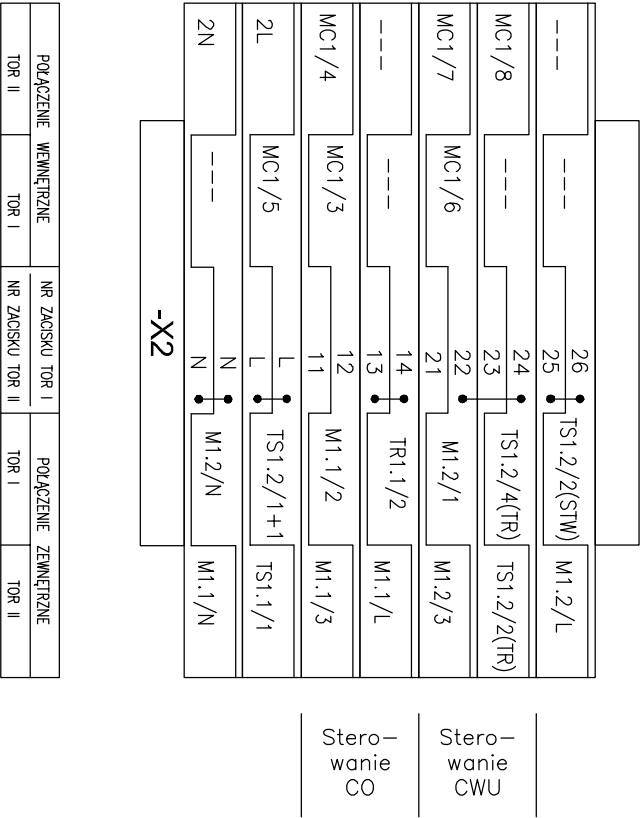 2N
2L
MC1/4
---
MC1/7
MC1/8
---
---
MC1/5
MC1/3
---
MC1/6
---
---
-X2
N
N
L
L
11
12
13
14
21
22
23
24
25
26
M1.2/N
TS1.2/1+1
M1.1/2
TR1.1/2
M1.2/1
TS1.2/4(TR)
TS1.2/2(STW)
M1.1/N
TS1.1/1
M1.1/3
M1.1/L
M1.2/3
TS1.2/2(TR)
M1.2/L
POŁĄCZENIE WEWNĘTRZNE
TOR II
TOR I
NR ZACISKU TOR I
NR ZACISKU TOR II
POŁĄCZENIE ZEWNĘTRZNE
TOR I
TOR II
Stero-
wanie
CO
Stero-
wanie
CWU